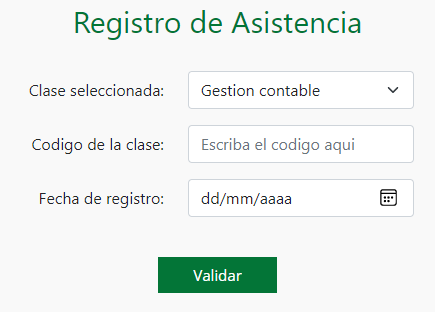 Registro de Asistencia
Clase seleccionada: Gestion contable
Codigo de la clase: Escriba el codigo aqui
Fecha de registro: dd/mm/aaaa
Validar